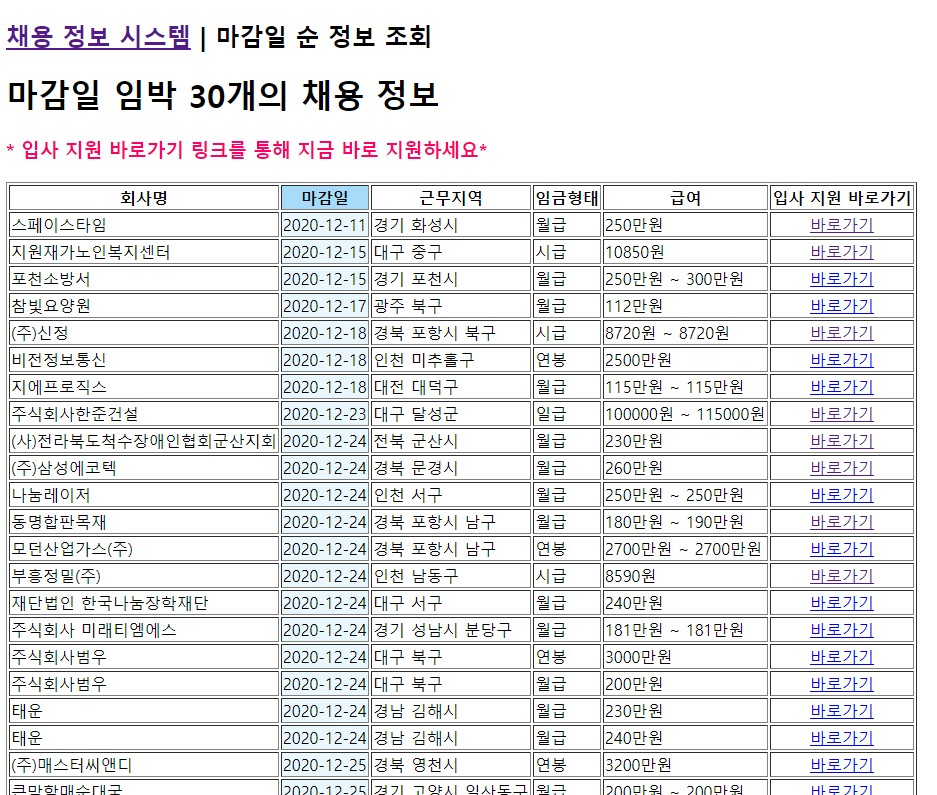 채용 정보 시스템 | 마감일 순 정보 조회
마감일 임박 30개의 채용 정보
* 입사 지원 바로가기 링크를 통해 지금 바로 지원하세요*
회사명 마감일 근무지역 임금형태 급여 입사 지원 바로가기
스페이스타임 2020-12-11 경기 화성시 월급 250만원 바로가기
지원재가노인복지센터 2020-12-15 대구 중구 시급 10850원 바로가기
포천소방서 2020-12-15 경기 포천시 월급 250만원 ~ 300만원 바로가기
참빛요양원 2020-12-17 광주 북구 월급 112만원 바로가기
(주)신정 2020-12-18 경북 포항시 북구 시급 8720원 ~ 8720원 바로가기
비전정보통신 2020-12-18 인천 미추홀구 연봉 2500만원 바로가기
지에프로직스 2020-12-18 대전 대덕구 월급 115만원 ~ 115만원 바로가기
주식회사한준건설 2020-12-23 대구 달성군 일급 100000원 ~ 115000원 바로가기
(사)전라북도척수장애인협회군산지회 2020-12-24 전북 군산시 월급 230만원 바로가기
(주)삼성에코텍 2020-12-24 경북 문경시 월급 260만원 바로가기
나눔레이저 2020-12-24 인천 서구 월급 250만원 ~ 250만원 바로가기
동명합판목재 2020-12-24 경북 포항시 남구 월급 180만원 ~ 190만원 바로가기
모던산업가스(주) 2020-12-24 경북 포항시 남구 연봉 2700만원 ~ 2700만원 바로가기
부흥정밀(주) 2020-12-24 인천 남동구 시급 8590원 바로가기
재단법인 한국나눔장학재단 2020-12-24 대구 서구 월급 240만원 바로가기
주식회사 미래티엠에스 2020-12-24 경기 성남시 분당구 월급 181만원 ~ 181만원 바로가기
주식회사범우 2020-12-24 대구 북구 연봉 3000만원 바로가기
주식회사범우 2020-12-24 대구 북구 월급 200만원 바로가기
태운 2020-12-24 경남 김해시 월급 230만원 바로가기
태운 2020-12-24 경남 김해시 월급 240만원 바로가기
(주)매스터씨앤디 2020-12-25 경북 영천시 연봉 3200만원 바로가기
2020-12-25 경기 고양시 일산동구 월급 200만원 ~ 200만원 바로가기